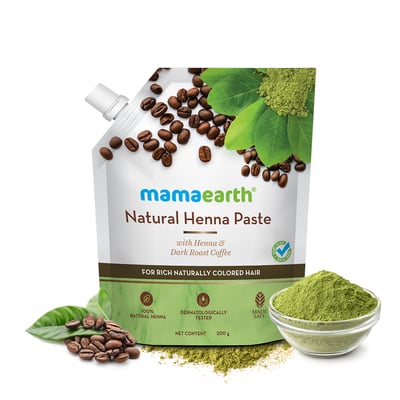 mamaearth®
Natural Henna Paste
with Henna &
Dark Roast Coffee
FOR RICH NATURALLY COLORED HAIR
100%
NATURAL HENNA
DERMATOLOGICALLY
TESTED
MADE
SAFE
NET CONTENT 200g